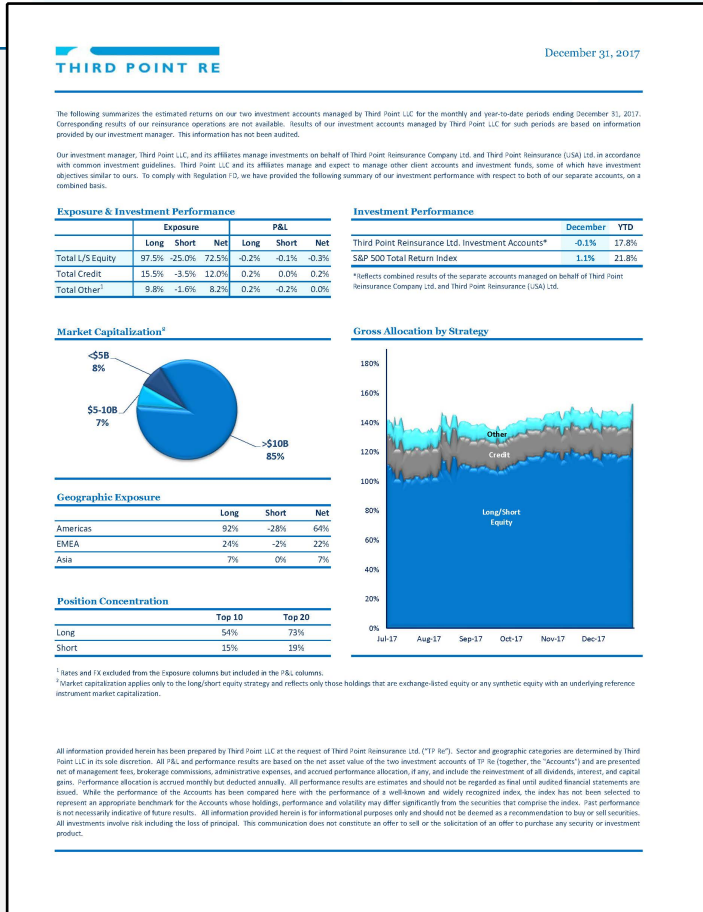 THIRD POINT RE
December 31, 2017
The following summarizes the estimated returns on our two investment accounts managed by Third Point LLC for the monthly and year-to-date periods ending December 31, 2017.
Corresponding results of our reinsurance operations are not available. Results of our investment accounts managed by Third Point LLC for such periods are based on information
provided by our investment manager. This information has not been audited.
Our investment manager, Third Point LLC, and its affiliates manage investments on behalf of Third Point Reinsurance Company Ltd. and Third Point Reinsurance (USA) Ltd. in accordance
with common investment guidelines. Third Point LLC and its affiliates manage and expect to manage other client accounts and investment funds, some of which have investment
objectives similar to ours. To comply with Regulation FD, we have provided the following summary of our investment performance with respect to both of our separate accounts, on a
combined basis.
Exposure & Investment Performance
Exposure P&L
Long Short Net Long Short Net
Total L/S Equity 97.5% -25.0% 72.5% -0.2% -0.1% -0.3%
Total Credit 15.5% -3.5% 12.0% 0.2% 0.0% 0.2%
Total Other1 9.8% -1.6% 8.2% 0.2% -0.2% 0.0%
Investment Performance
December YTD
Third Point Reinsurance Ltd. Investment Accounts* -0.1% 17.8%
S&P 500 Total Return Index 1.1% 21.8%
*Reflects combined results of the separate accounts managed on behalf of Third Point
Reinsurance Company Ltd. and Third Point Reinsurance (USA) Ltd.
Market Capitalization2
<$5B
8%
$5-10B
7%
>$10B
85%
Geographic Exposure
Long Short Net
Americas 92% -28% 64%
EMEA 24% -2% 22%
Asia 7% 0% 7%
Position Concentration
Top 10 Top 20
Long 54% 73%
Short 15% 19%
Gross Allocation by Strategy
180%
160%
140%
120%
100%
80%
60%
40%
20%
0%
Other
Credit
Long/Short
Equity
Jul-17 Aug-17 Sep-17 Oct-17 Nov-17 Dec-17
1 Rates and FX excluded from the Exposure columns but included in the P&L columns.
2 Market capitalization applies only to the long/short equity strategy and reflects only those holdings that are exchange-listed equity or any synthetic equity with an underlying reference
instrument market capitalization.
All information provided herein has been prepared by Third Point LLC at the request of Third Point Reinsurance Ltd. ("TP Re"). Sector and geographic categories are determined by Third
Point LLC in its sole discretion. All P&L and performance results are based on the net asset value of the two investment accounts of TP Re (together, the "Accounts") and are presented
net of management fees, brokerage commissions, administrative expenses, and accrued performance allocation, if any, and include the reinvestment of all dividends, interest, and capital
gains. Performance allocation is accrued monthly but deducted annually. All performance results are estimates and should not be regarded as final until audited financial statements are
issued. While the performance of the Accounts has been compared here with the performance of a well-known and widely recognized index, the index has not been selected to
represent an appropriate benchmark for the Accounts whose holdings, performance and volatility may differ significantly from the securities that comprise the index. Past performance
is not necessarily indicative of future results. All information provided herein is for informational purposes only and should not be deemed as a recommendation to buy or sell securities.
All investments involve risk including the loss of principal. This communication does not constitute an offer to sell or the solicitation of an offer to purchase any security or investment
product.